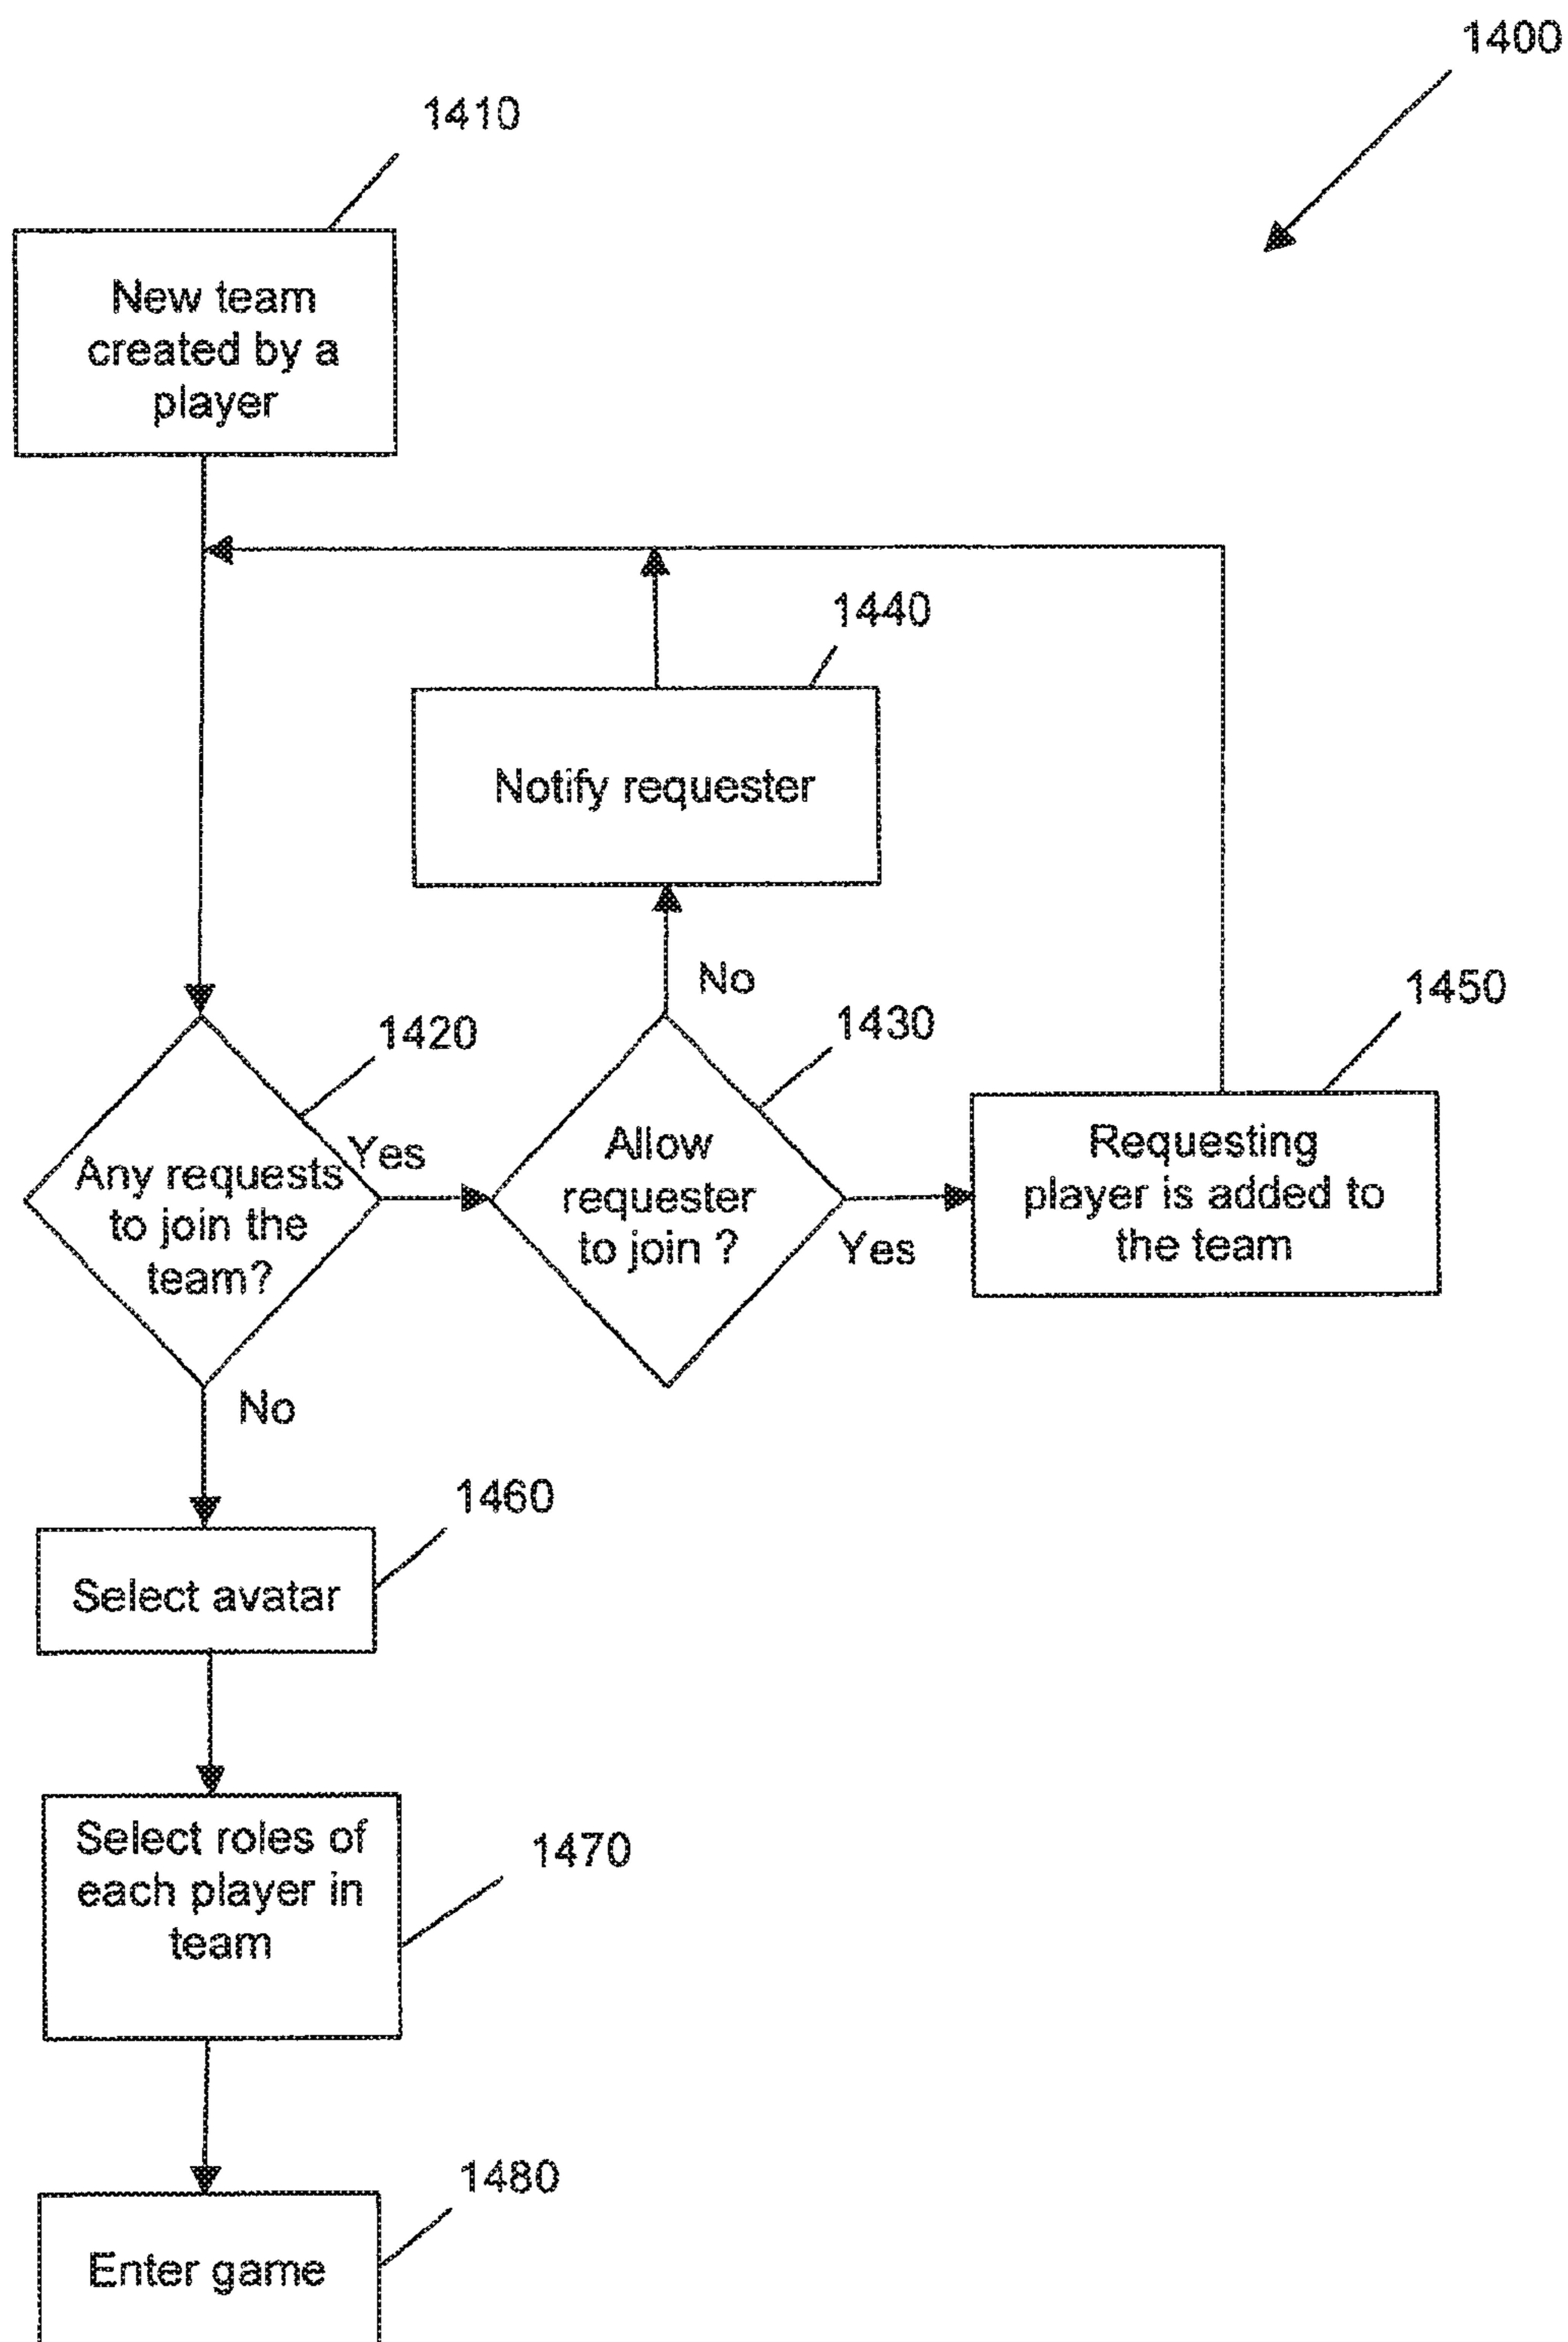 1400
1410
New team
created by a
player
1440
Notify requester
No
1420
1430
1450
Any requests
to join the
team?
Yes
Allow
requester
to join ?
Yes
Requesting
player is added to
the team
No
1460
Select avatar
Select roles of
each player in
team
1470
1480
Enter game